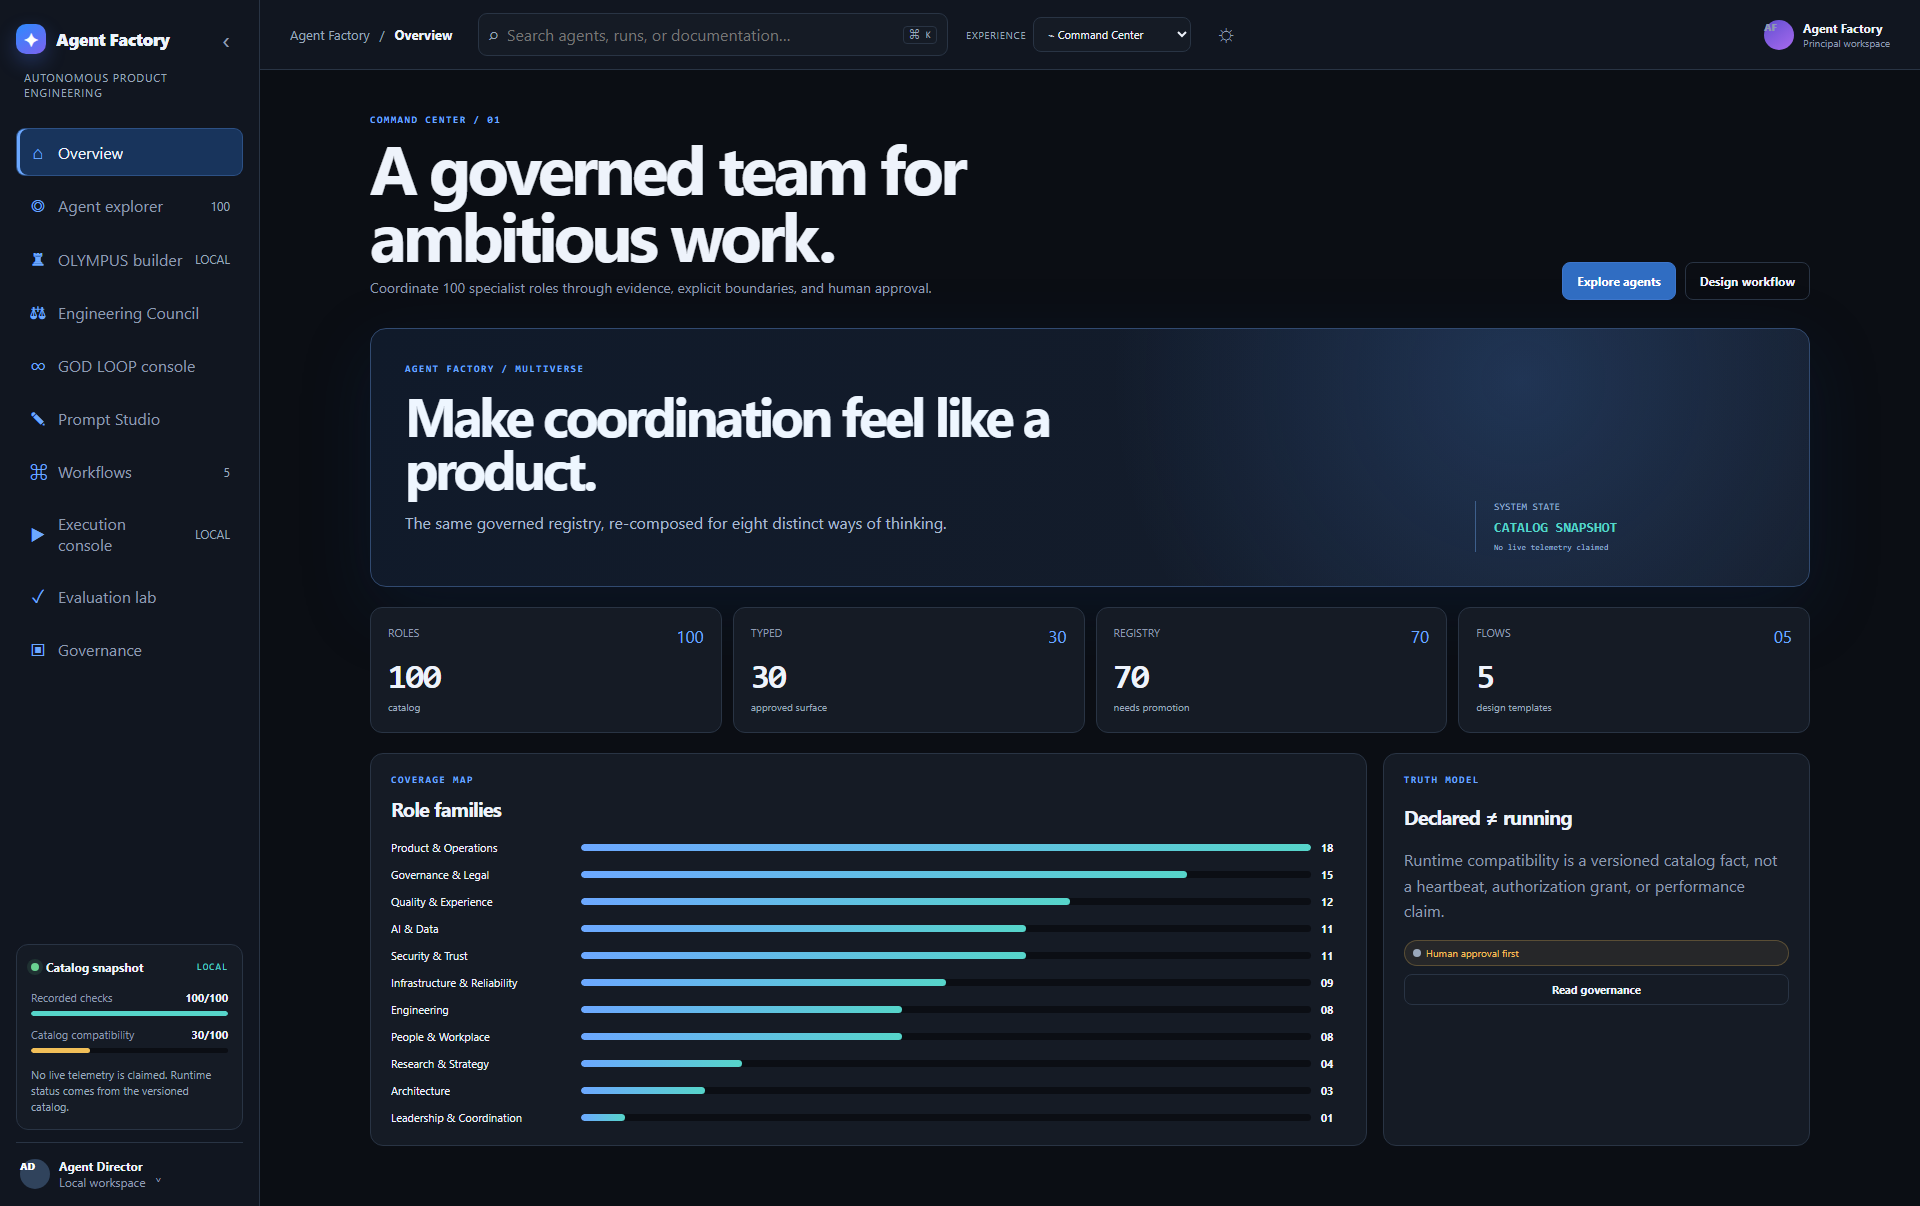 Agent Factory
AUTONOMOUS PRODUCT
ENGINEERING
Overview
Agent explorer 100
OLYMPUS builder LOCAL
Engineering Council
GOD LOOP console
Prompt Studio
Workflows 5
Execution
console LOCAL
Evaluation lab
Governance
Catalog snapshot LOCAL
Recorded checks 100/100
Catalog compatibility 30/100
No live telemetry is claimed. Runtime
status comes from the versioned
catalog.
AD
Agent Director
Local workspace
Agent Factory / Overview
Search agents, runs, or documentation... ⌘ K
EXPERIENCE
~ Command Center
AF
Agent Factory
Principal workspace
COMMAND CENTER / 01
A governed team for
ambitious work.
Coordinate 100 specialist roles through evidence, explicit boundaries, and human approval.
Explore agents
Design workflow
AGENT FACTORY / MULTIVERSE
Make coordination feel like a
product.
The same governed registry, re-composed for eight distinct ways of thinking.
SYSTEM STATE
CATALOG SNAPSHOT
No live telemetry claimed
ROLES 100
100
catalog
TYPED 30
30
approved surface
REGISTRY 70
70
needs promotion
FLOWS 05
5
design templates
COVERAGE MAP
Role families
Product & Operations 18
Governance & Legal 15
Quality & Experience 12
AI & Data 11
Security & Trust 11
Infrastructure & Reliability 09
Engineering 08
People & Workplace 08
Research & Strategy 04
Architecture 03
Leadership & Coordination 01
TRUTH MODEL
Declared ≠ running
Runtime compatibility is a versioned catalog fact, not
a heartbeat, authorization grant, or performance
claim.
Human approval first
Read governance